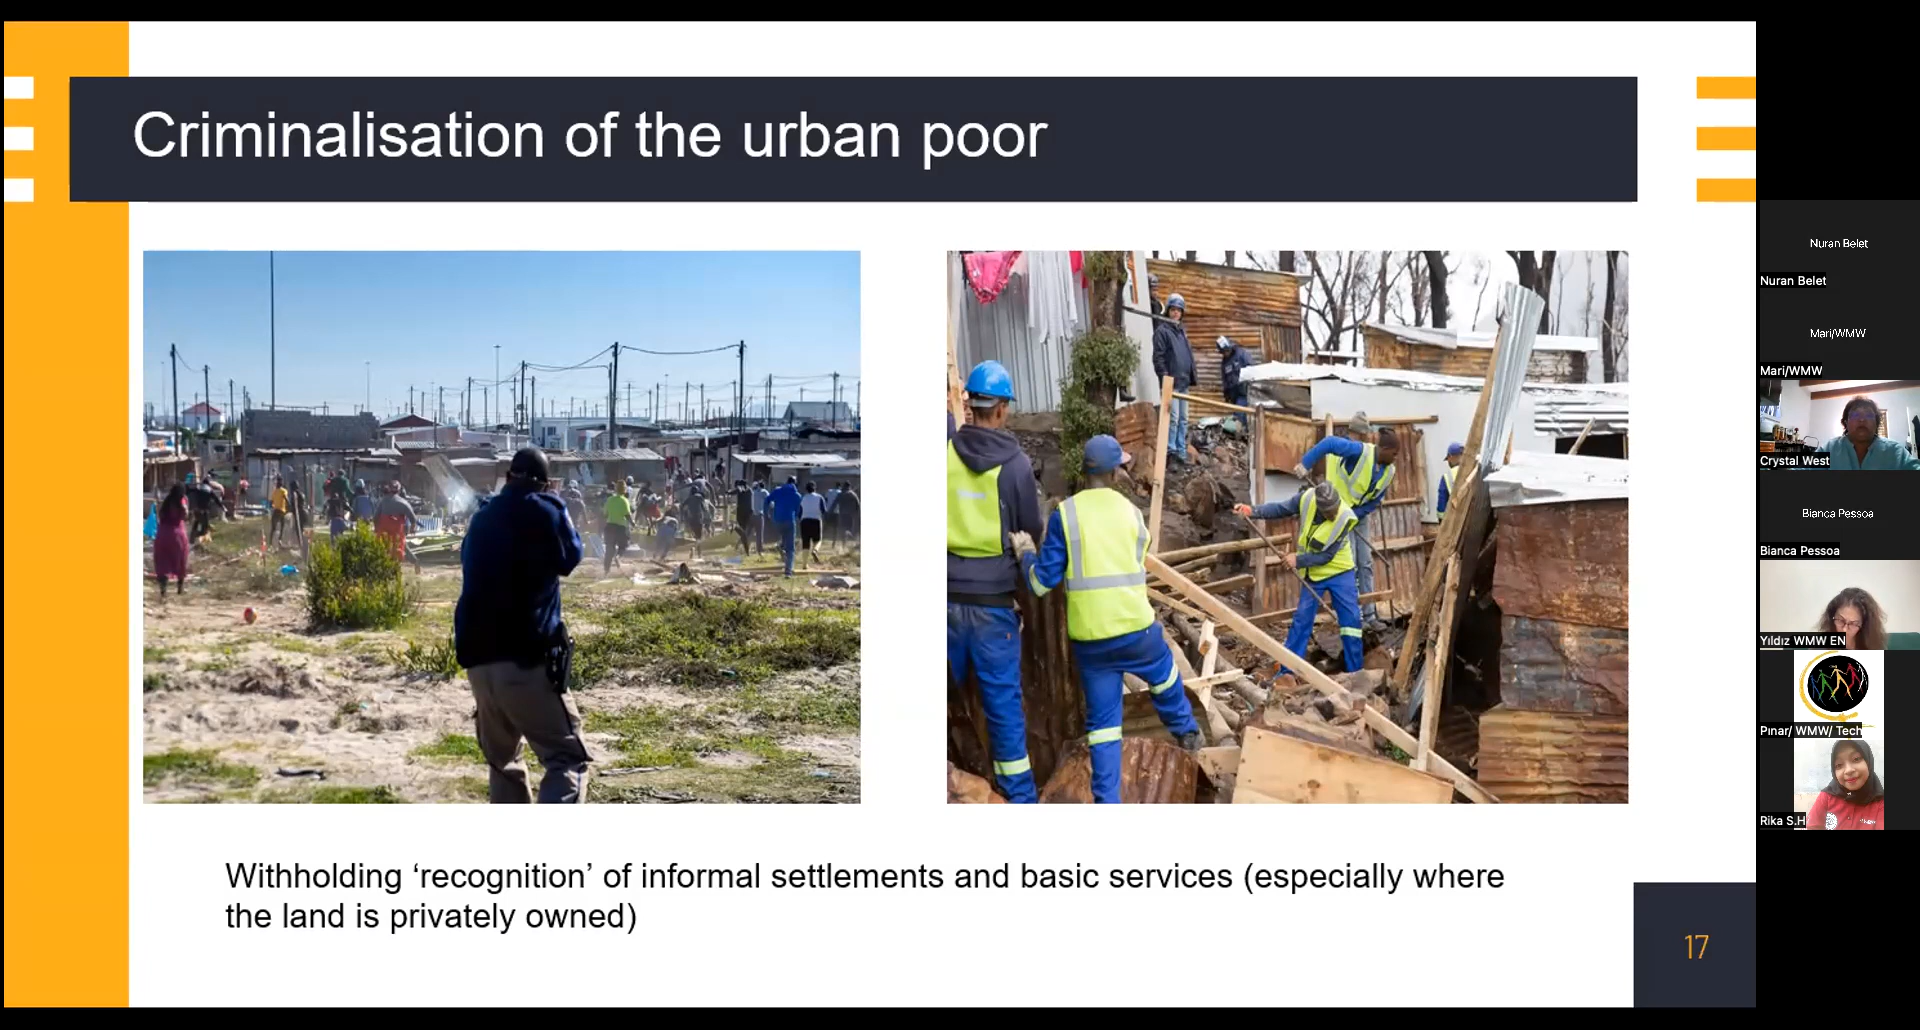 Criminalisation of the urban poor
Withholding ‘recognition’ of informal settlements and basic services (especially where
the land is privately owned)
17
Nuran Belet
Nuran Belet
Mari/WMW
Mari/WMW
Crystal West
Bianca Pessoa
Bianca Pessoa
Yıldız WMW EN
Pınar/ WMW/ Tech
Rika S.H